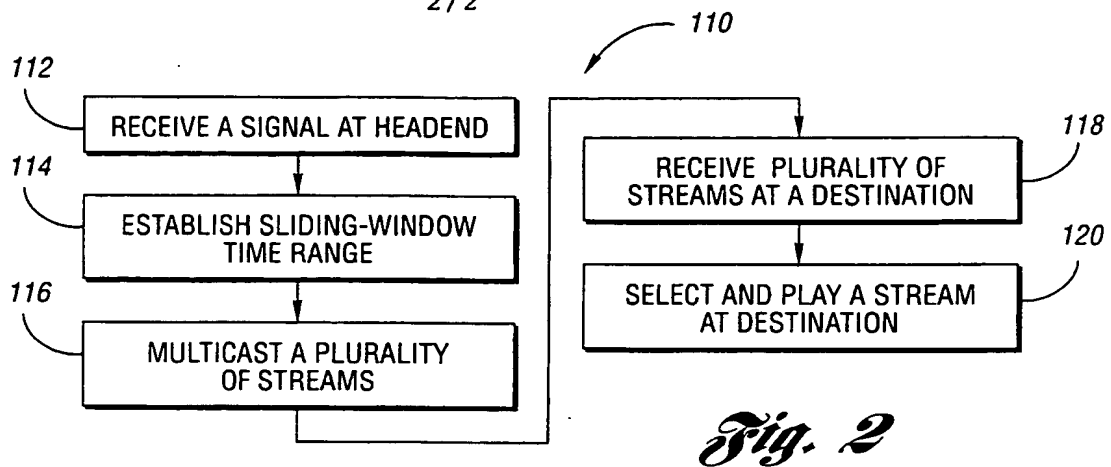 2/2
110
112
RECEIVE A SIGNAL AT HEADEND
114
ESTABLISH SLIDING-WINDOW
TIME RANGE
116
MULTICAST A PLURALITY
OF STREAMS
118
RECEIVE PLURALITY OF
STREAMS AT A DESTINATION
120
SELECT AND PLAY A STREAM
AT DESTINATION
Fig. 2